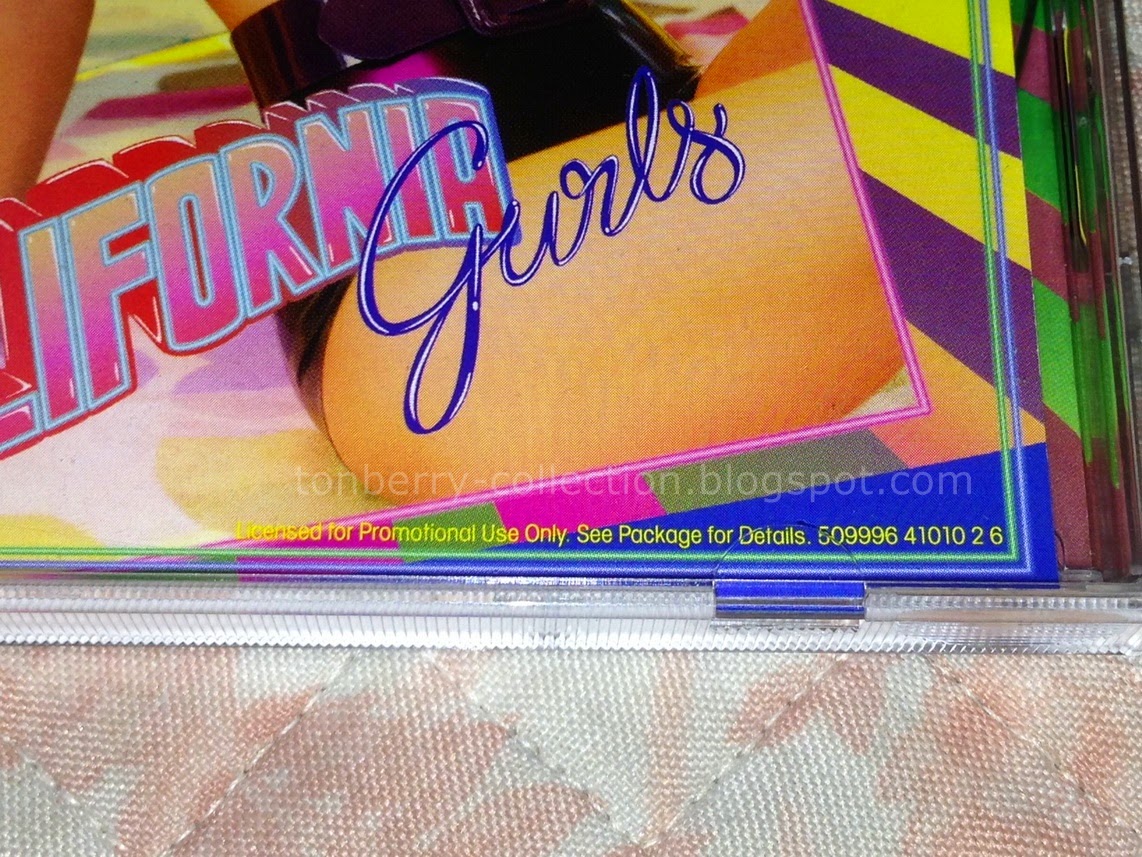 LIFORNIA
gurls
tonberry-collection.blogspot.com
Licensed for Promotional Use Only. See Package for Details. 509996 41010 2 6